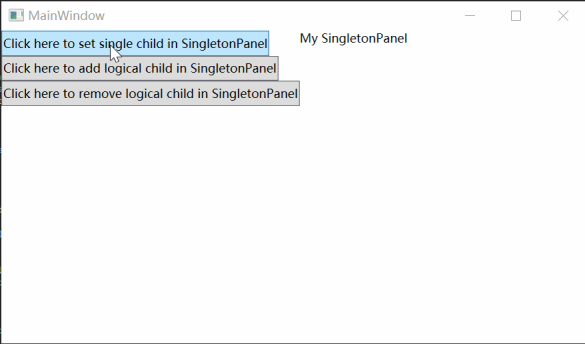 MainWindow
Click here to set single child in SingletonPanel
My SingletonPanel
Click here to add logical child in SingletonPanel
Click here to remove logical child in SingletonPanel